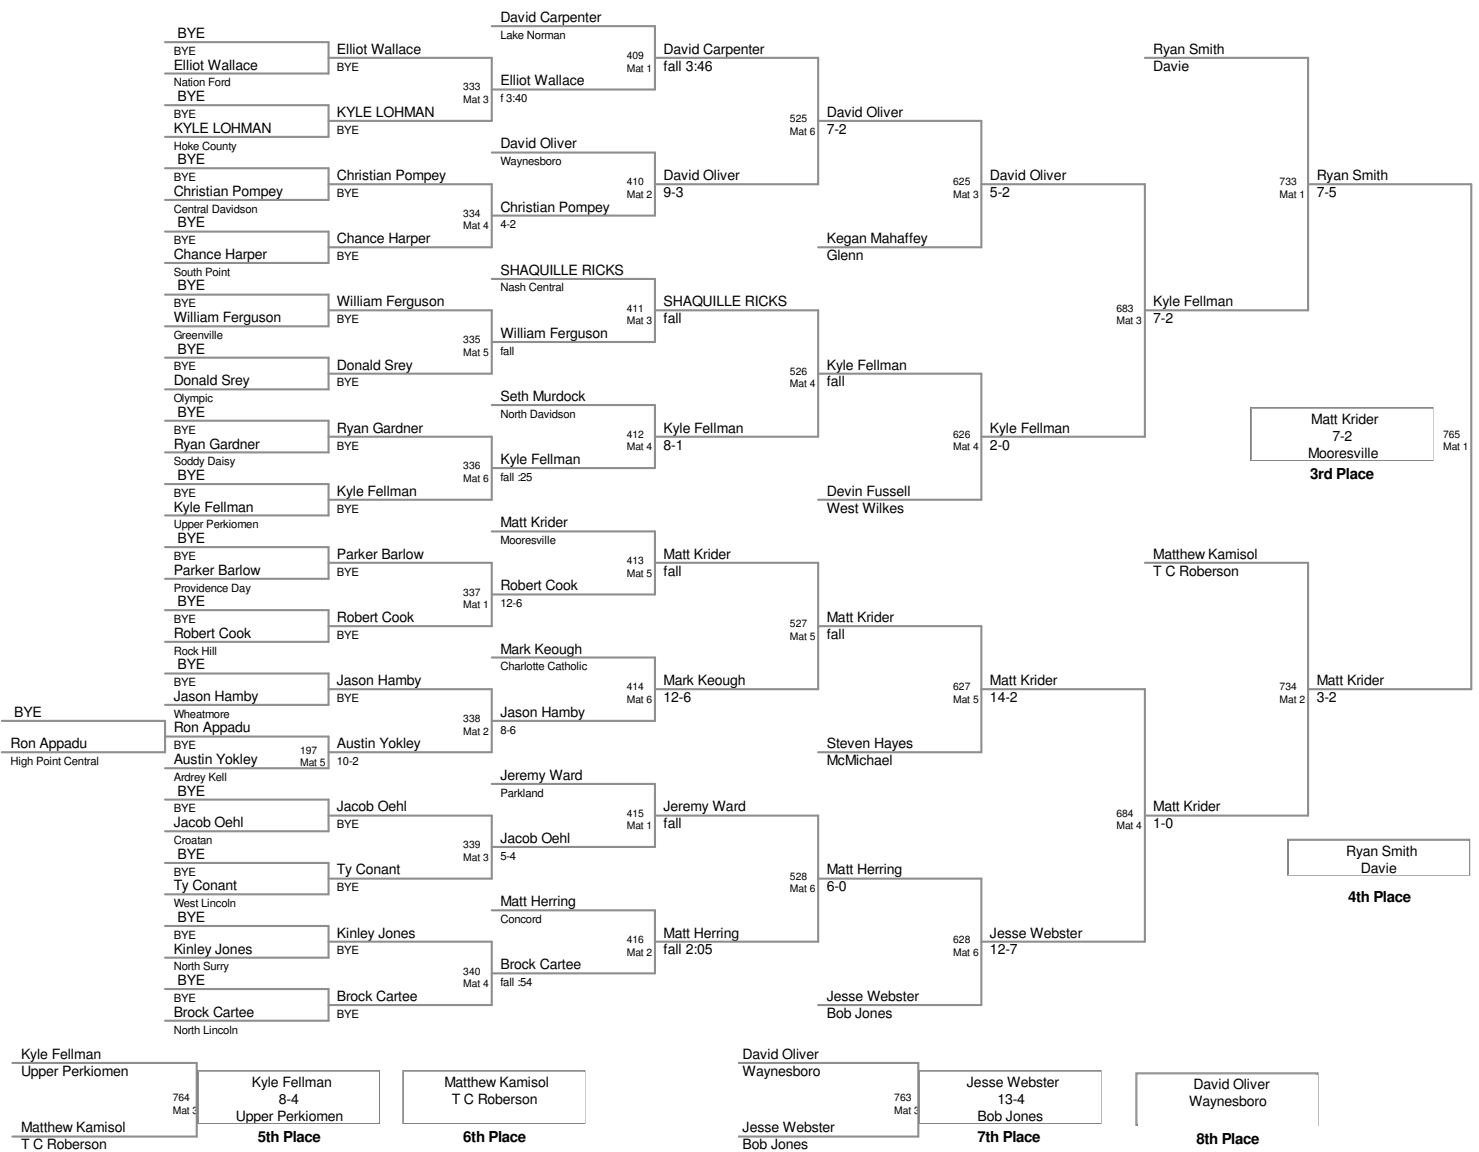 BYE
BYE
Elliot Wallace
Nation Ford
BYE
BYE
KYLE LOHMAN
Hoke County
BYE
BYE
Christian Pompey
Central Davidson
BYE
BYE
Chance Harper
South Point
BYE
BYE
William Ferguson
Greenville
BYE
BYE
Donald Srey
Olympic
BYE
BYE
Ryan Gardner
Soddy Daisy
BYE
BYE
Kyle Fellman
Upper Perkiomen
BYE
BYE
Parker Barlow
Providence Day
BYE
BYE
Robert Cook
Rock Hill
BYE
BYE
Jason Hamby
Wheatmore
BYE
Ron Appadu
High Point Central
Ron Appadu
BYE
Austin Yokley
Ardrey Kell
197
Mat 5
BYE
BYE
Jacob Oehl
Croatan
BYE
BYE
Ty Conant
West Lincoln
BYE
BYE
Kinley Jones
North Surry
BYE
BYE
Brock Cartee
North Lincoln
Elliot Wallace
BYE
333
Mat 3
KYLE LOHMAN
BYE
Christian Pompey
BYE
334
Mat 4
Chance Harper
BYE
William Ferguson
BYE
335
Mat 5
Donald Srey
BYE
Ryan Gardner
BYE
336
Mat 6
Kyle Fellman
BYE
Parker Barlow
BYE
337
Mat 1
Robert Cook
BYE
Jason Hamby
BYE
338
Mat 2
Austin Yokley
10-2
Jacob Oehl
BYE
339
Mat 3
Ty Conant
BYE
Kinley Jones
BYE
340
Mat 4
Brock Cartee
BYE
David Carpenter
Lake Norman
409
Mat 1
Elliot Wallace
f 3:40
David Oliver
Waynesboro
410
Mat 2
Christian Pompey
4-2
SHAQUILLE RICKS
Nash Central
411
Mat 3
William Ferguson
fall
Seth Murdock
North Davidson
412
Mat 4
Kyle Fellman
fall :25
Matt Krider
Mooresville
413
Mat 5
Robert Cook
12-6
Mark Keough
Charlotte Catholic
414
Mat 6
Jason Hamby
8-6
Jeremy Ward
Parkland
415
Mat 1
Jacob Oehl
5-4
Matt Herring
Concord
416
Mat 2
Brock Cartee
fall :54
David Carpenter
fall 3:46
525
Mat 6
David Oliver
9-3
SHAQUILLE RICKS
fall
526
Mat 4
Kyle Fellman
8-1
Matt Krider
fall
527
Mat 5
Mark Keough
12-6
Jeremy Ward
fall
528
Mat 6
Matt Herring
fall 2:05
David Oliver
7-2
625
Mat 3
Kegan Mahaffey
Glenn
Kyle Fellman
fall
626
Mat 4
Devin Fussell
West Wilkes
Matt Krider
fall
627
Mat 5
Steven Hayes
McMichael
Matt Herring
6-0
628
Mat 6
Jesse Webster
Bob Jones
David Oliver
5-2
683
Mat 3
Kyle Fellman
2-0
Matt Krider
14-2
684
Mat 4
Jesse Webster
12-7
Ryan Smith
Davie
733
Mat 1
Kyle Fellman
7-2
Matthew Kamisol
T C Roberson
734
Mat 2
Matt Krider
1-0
Ryan Smith
7-5
765
Mat 1
Matt Krider
3-2
Matt Krider
7-2
Mooresville
3rd Place
Ryan Smith
Davie
4th Place
Kyle Fellman
Upper Perkiomen
764
Mat 3
Matthew Kamisol
T C Roberson
Kyle Fellman
8-4
Upper Perkiomen
5th Place
Matthew Kamisol
T C Roberson
6th Place
David Oliver
Waynesboro
763
Mat 3
Jesse Webster
Bob Jones
Jesse Webster
13-4
Bob Jones
7th Place
David Oliver
Waynesboro
8th Place